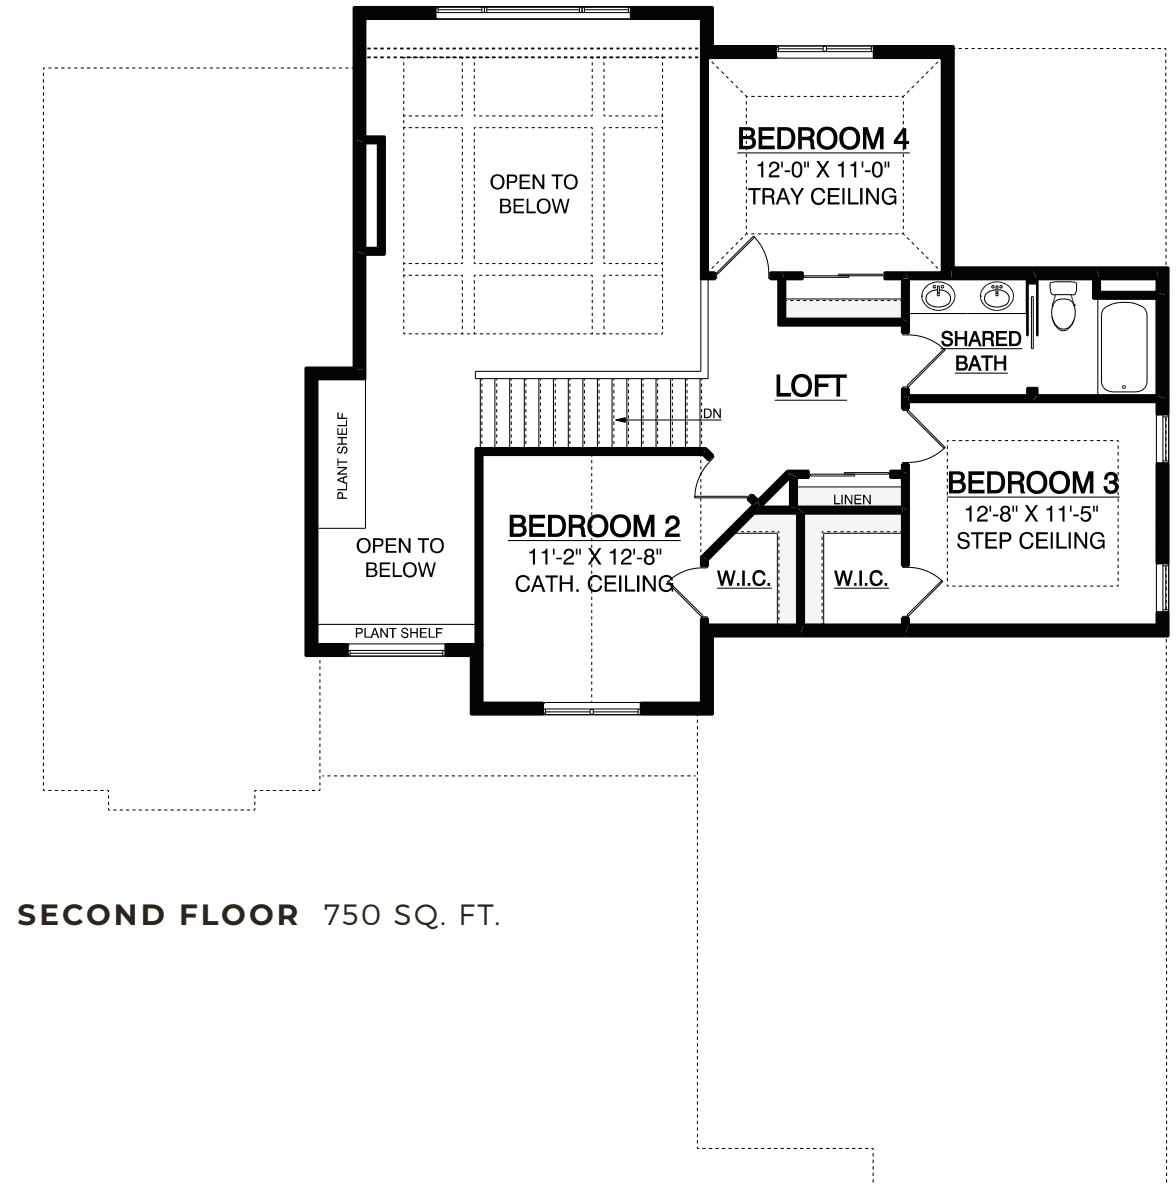 BEDROOM 4
12'-0" X 11'-0"
TRAY CEILING
OPEN TO
BELOW
SHARED
BATH
LOFT
DN
PLANT SHELF
BEDROOM 3
12'-8" X 11'-5"
STEP CEILING
LINEN
BEDROOM 2
11'-2" X 12'-8"
CATH. CEILING
OPEN TO
BELOW
W.I.C.
W.I.C.
PLANT SHELF
SECOND FLOOR 750 SQ. FT.